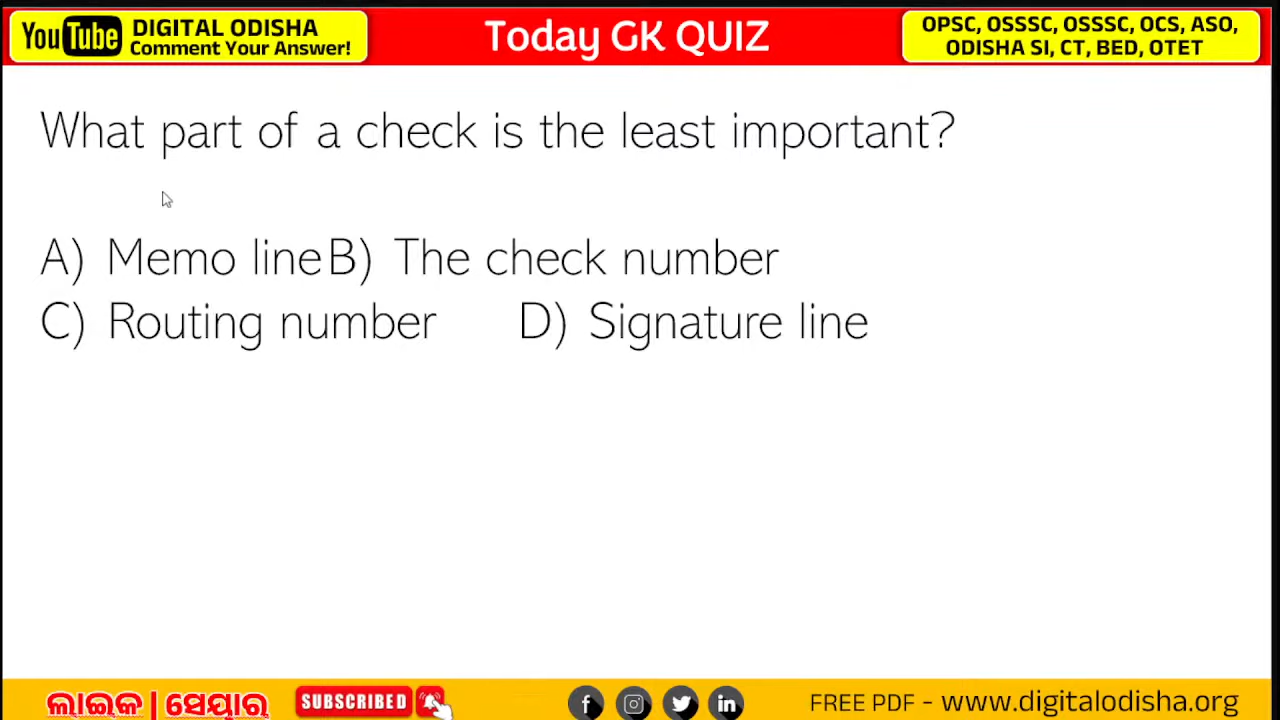 YouTube DIGITAL ODISHA
Comment Your Answer!
Today GK QUIZ
OPSC, OSSSC, OSSSC, OCS, ASO,
ODISHA SI, CT, BED, OTET
What part of a check is the least important?
A) Memo line B) The check number
C) Routing number D) Signature line
ଲାଇକ | ସେୟାର
SUBSCRIBED
FREE PDF - www.digitalodisha.org